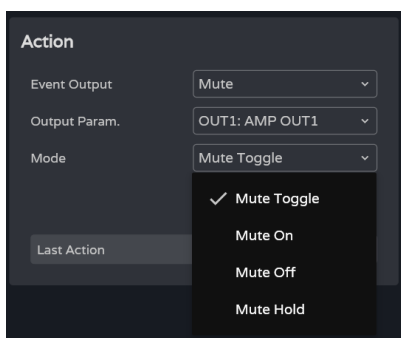 Action
Event Output Mute
Output Param. OUT1: AMP OUT1
Mode Mute Toggle
Mute Toggle
Mute On
Last Action
Mute Off
Mute Hold